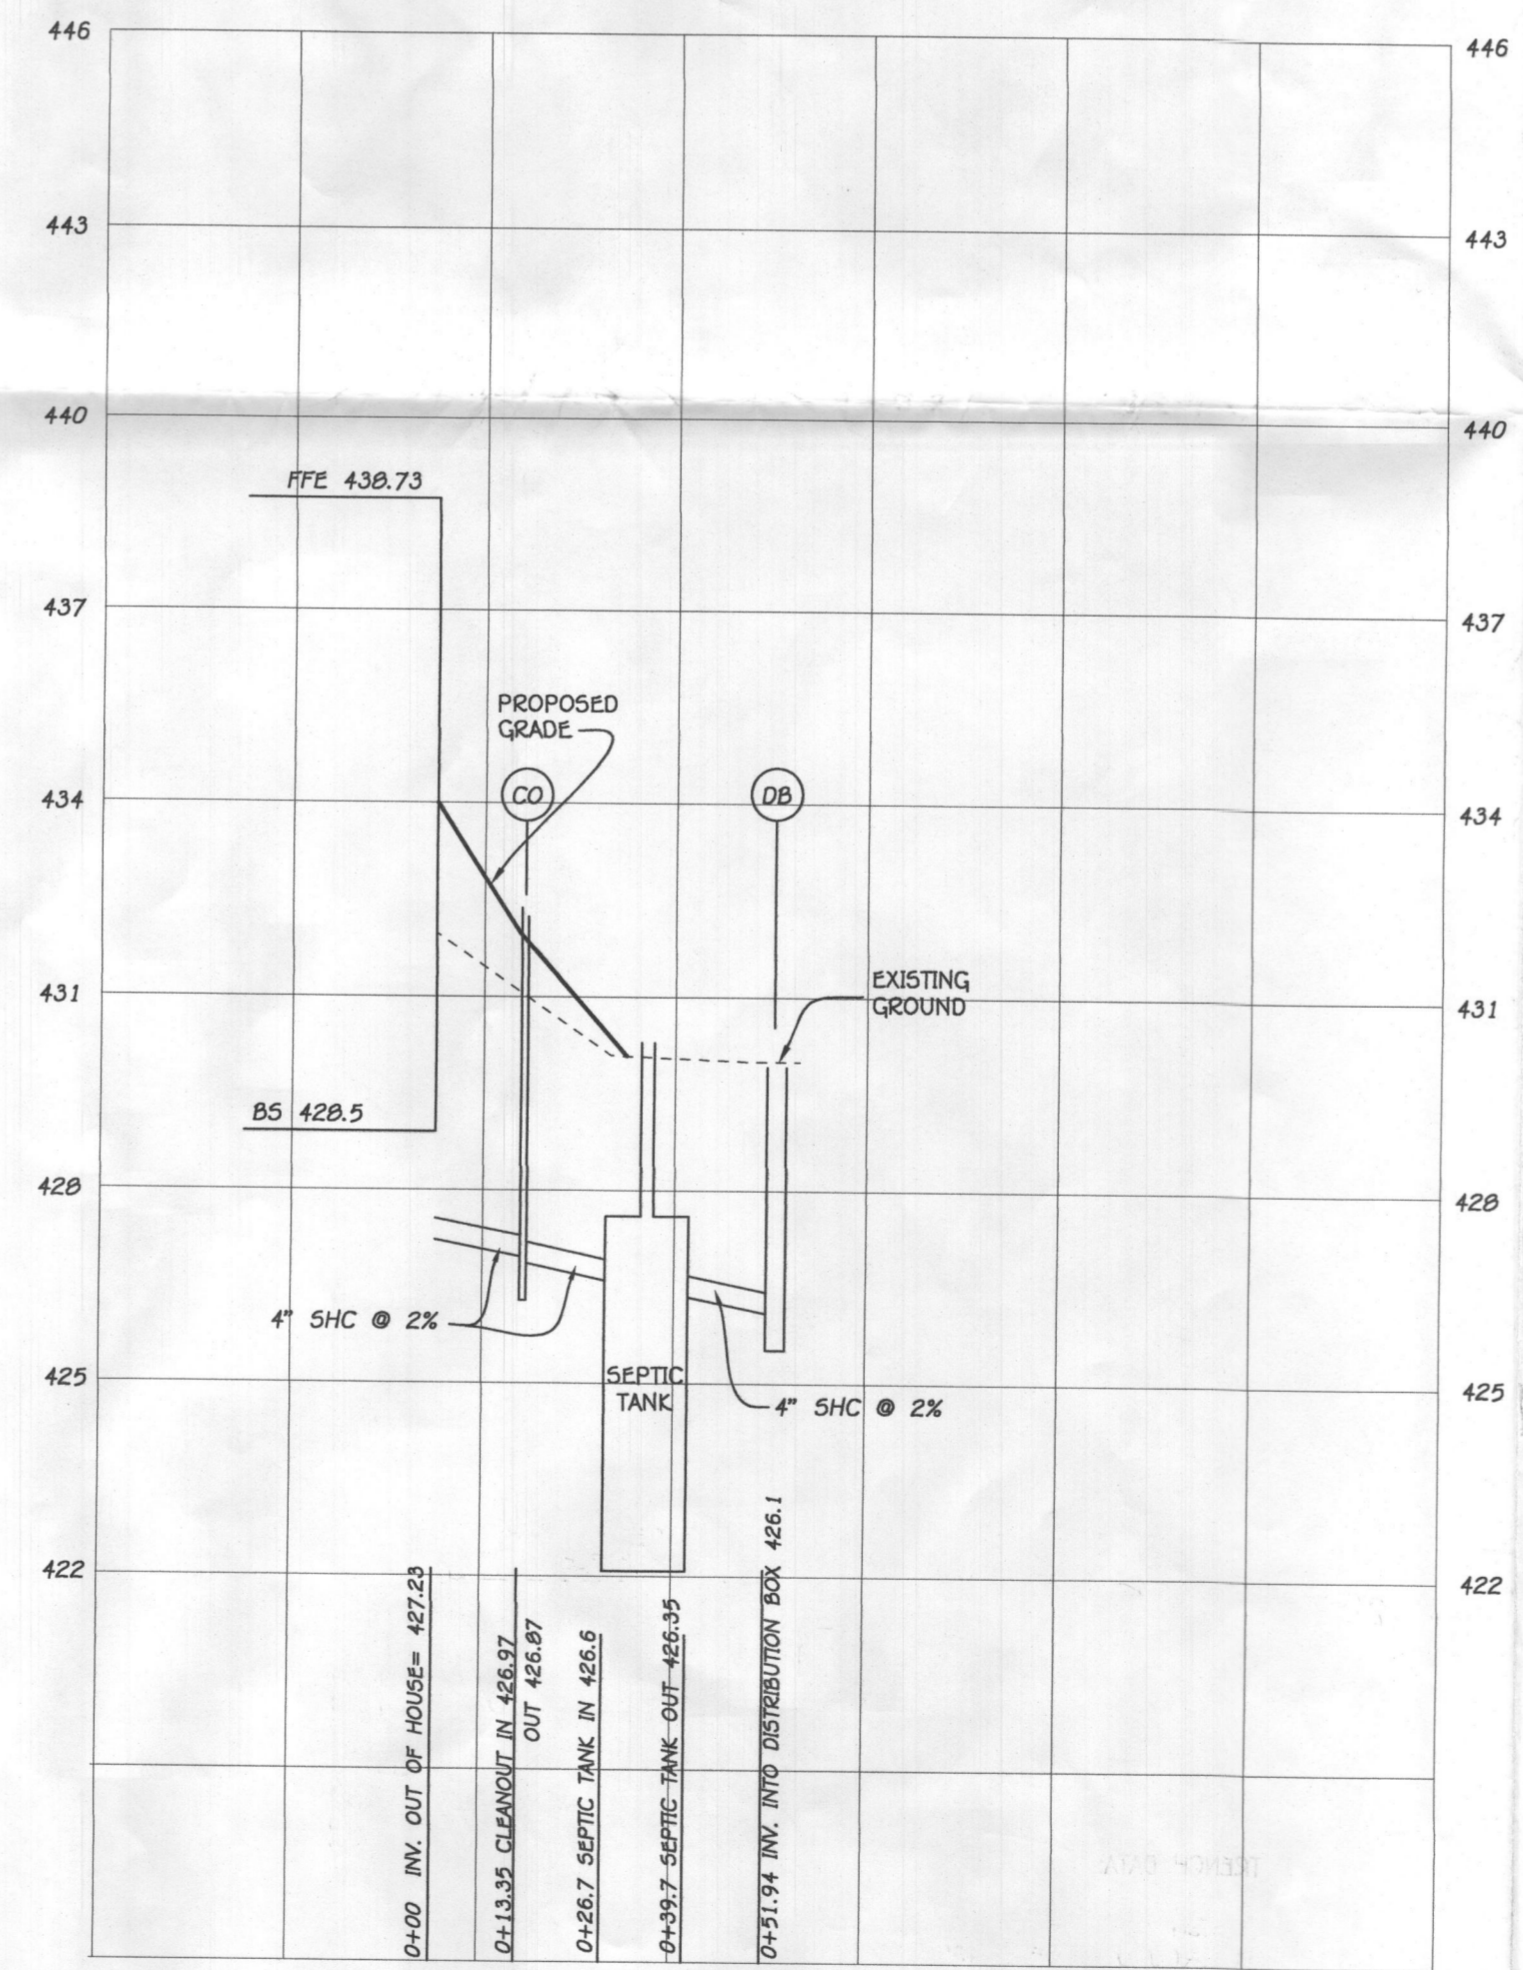 446
446
443
443
440
440
FFE 438.73
437
437
PROPOSED
GRADE
434
CO
DB
434
431
EXISTING
GROUND
431
BS 428.5
428
428
4" SHC @ 2%
425
SEPTIC
TANK
4" SHC @ 2%
425
422
422
0+00 INV. OUT OF HOUSE= 427.23
0+13.35 CLEANOUT IN 426.97
OUT 426.87
0+26.7 SEPTIC TANK IN 426.6
0+39.7 SEPTIC TANK OUT 426.35
0+51.94 INV. INTO DISTRIBUTION BOX 426.1
TRENCH DATA